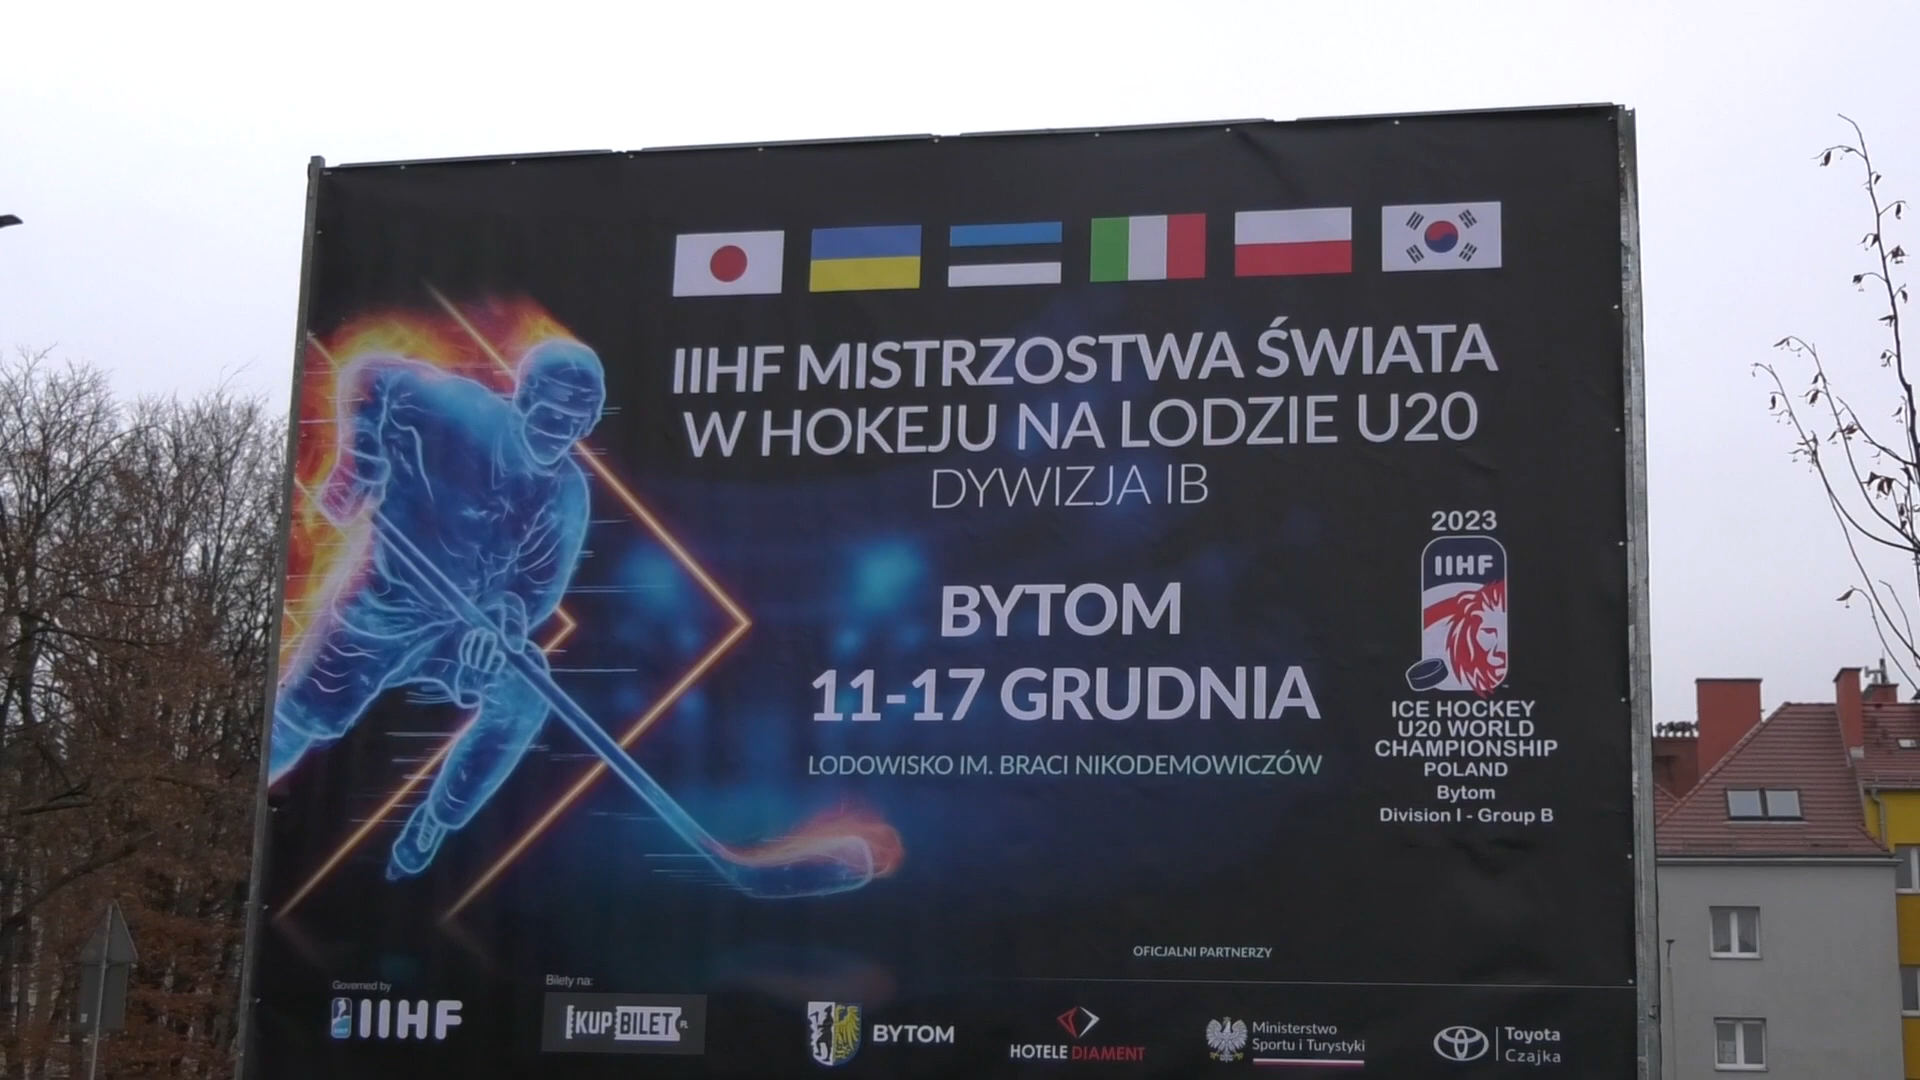 IIHF MISTRZOSTWA ŚWIATA
W HOKEJU NA LODZIE U20
DYWIZJA IB
BYTOM
11-17 GRUDNIA
LODOWISKO IM. BRACI NIKODEMOWICZÓW
2023
IIHF
ICE HOCKEY
U20 WORLD
CHAMPIONSHIP
POLAND
Bytom
Division I - Group B
OFICJALNI PARTNERZY
Governed by
IIHF
Bilety na:
KUP BILET.PL
BYTOM
HOTELE DIAMENT
Ministerstwo
Sportu i Turystyki
Toyota
Czajka